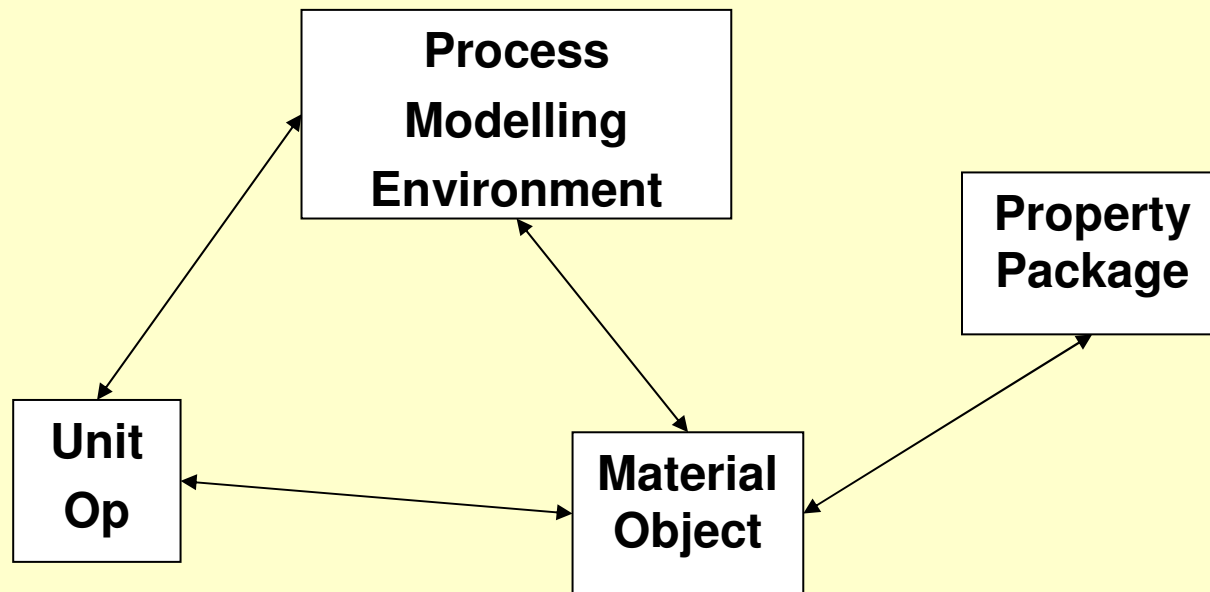 Process
Modelling
Environment
Property
Package
Unit
Op
Material
Object